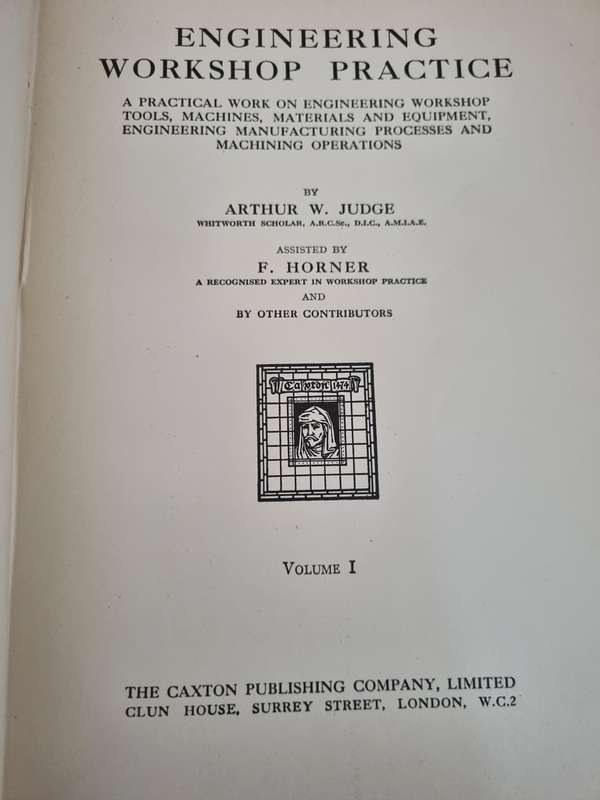 ENGINEERING
WORKSHOP PRACTICE
A PRACTICAL WORK ON ENGINEERING WORKSHOP
TOOLS, MACHINES, MATERIALS AND EQUIPMENT,
ENGINEERING MANUFACTURING PROCESSES AND
MACHINING OPERATIONS
BY
ARTHUR W. JUDGE
WHITWORTH SCHOLAR, A.R.C.Sc., D.I.C., A.M.I.A.E.
ASSISTED BY
F. HORNER
A RECOGNISED EXPERT IN WORKSHOP PRACTICE
AND
BY OTHER CONTRIBUTORS
Caxton 1474
VOLUME I
THE CAXTON PUBLISHING COMPANY, LIMITED
CLUN HOUSE, SURREY STREET, LONDON, W.C.2